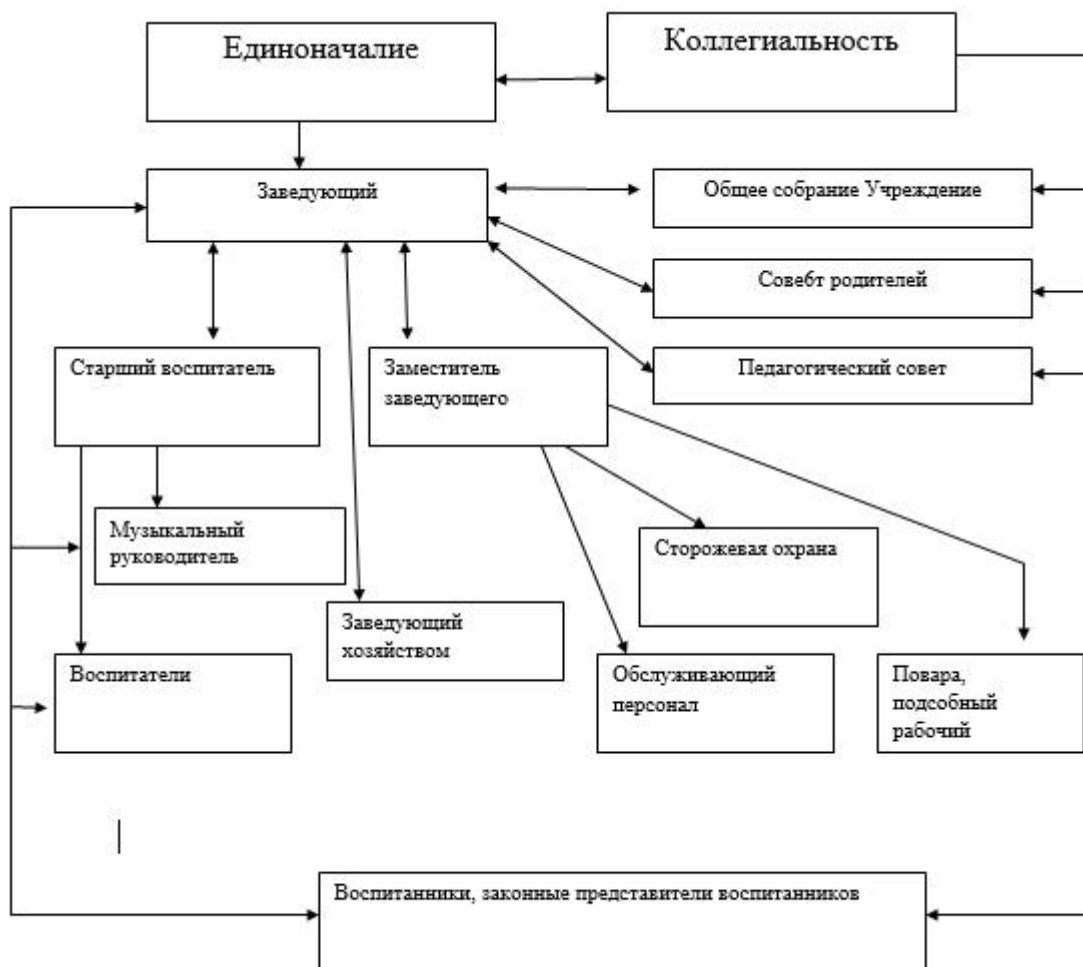 Единоначалие
Коллегиальность
Заведующий
Общее собрание Учреждение
Совебт родителей
Педагогический совет
Старший воспитатель
Заместитель
заведующего
Музыкальный
руководитель
Сторожевая охрана
Заведующий
хозяйством
Воспитатели
Обслуживающий
персонал
Повара,
подсобный
рабочий
Воспитанники, законные представители воспитанников